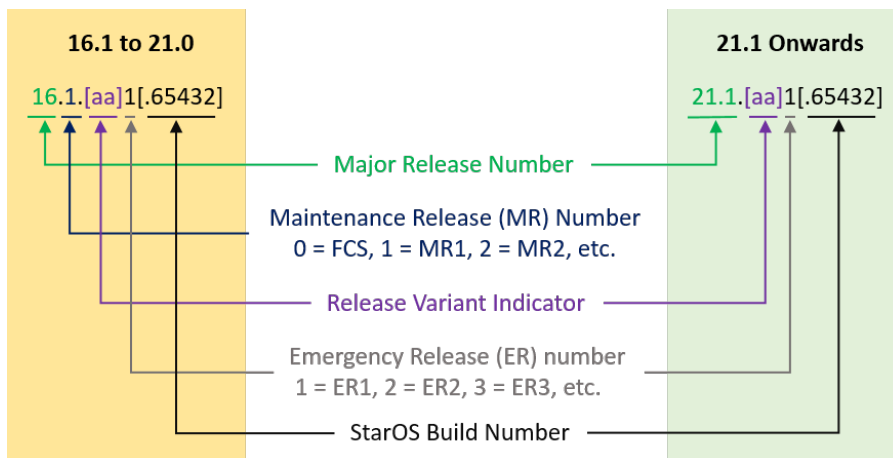 16.1 to 21.0
21.1 Onwards
16.1.[aa]1[.65432]
21.1.[aa]1[.65432]
Major Release Number
Maintenance Release (MR) Number
0 = FCS, 1 = MR1, 2 = MR2, etc.
Release Variant Indicator
Emergency Release (ER) number
1 = ER1, 2 = ER2, 3 = ER3, etc.
StarOS Build Number